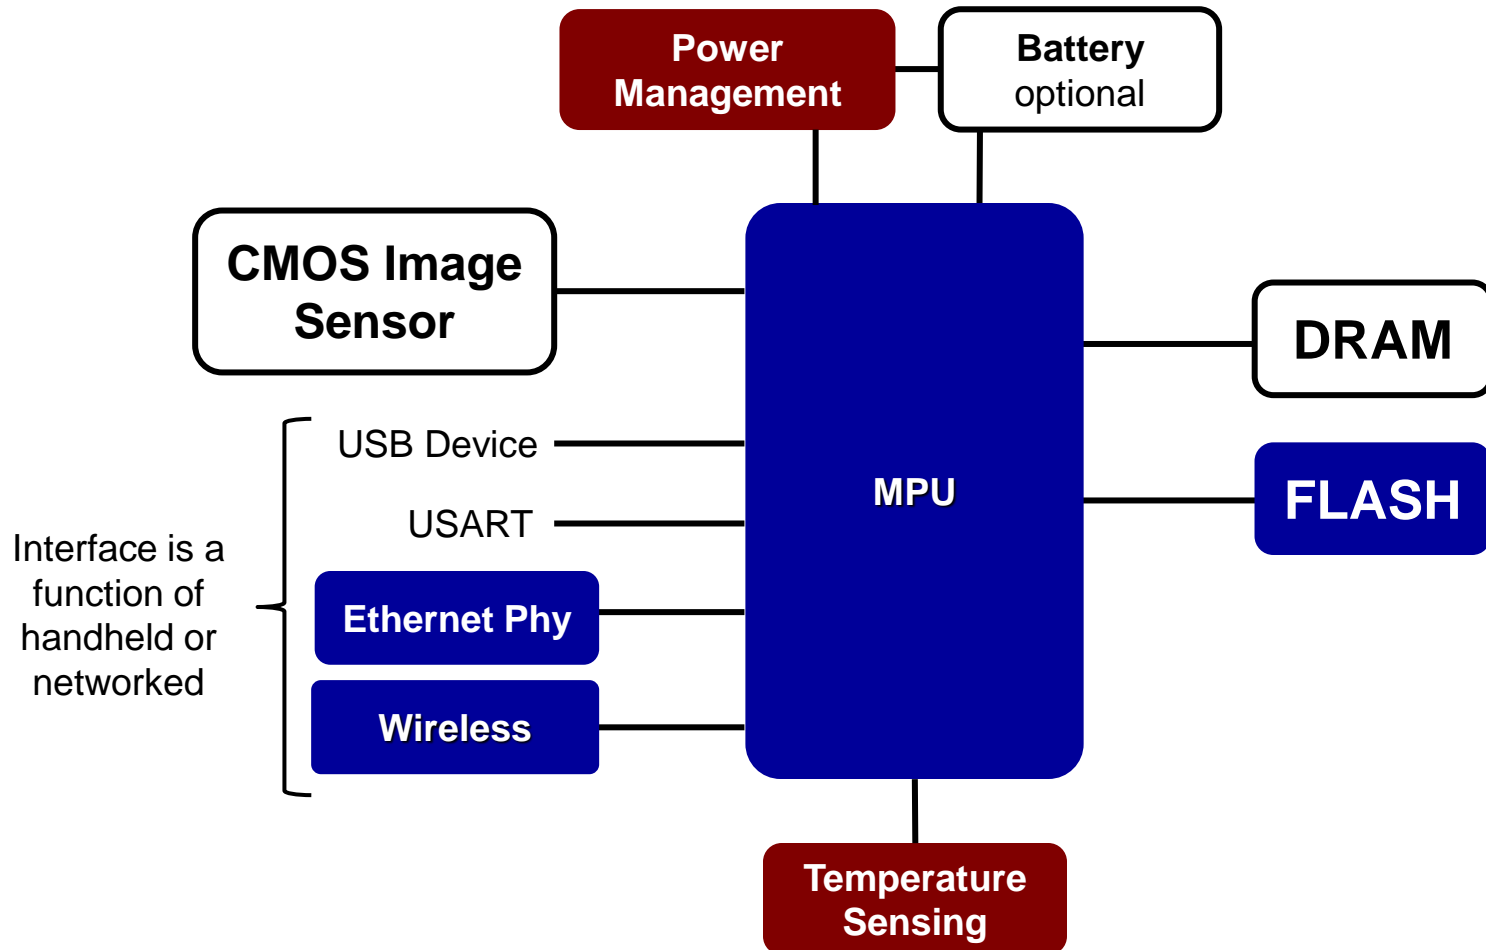 Power
Management
Battery
optional
CMOS Image
Sensor
DRAM
USB Device
MPU
FLASH
USART
Interface is a
function of
handheld or
networked
Ethernet Phy
Wireless
Temperature
Sensing